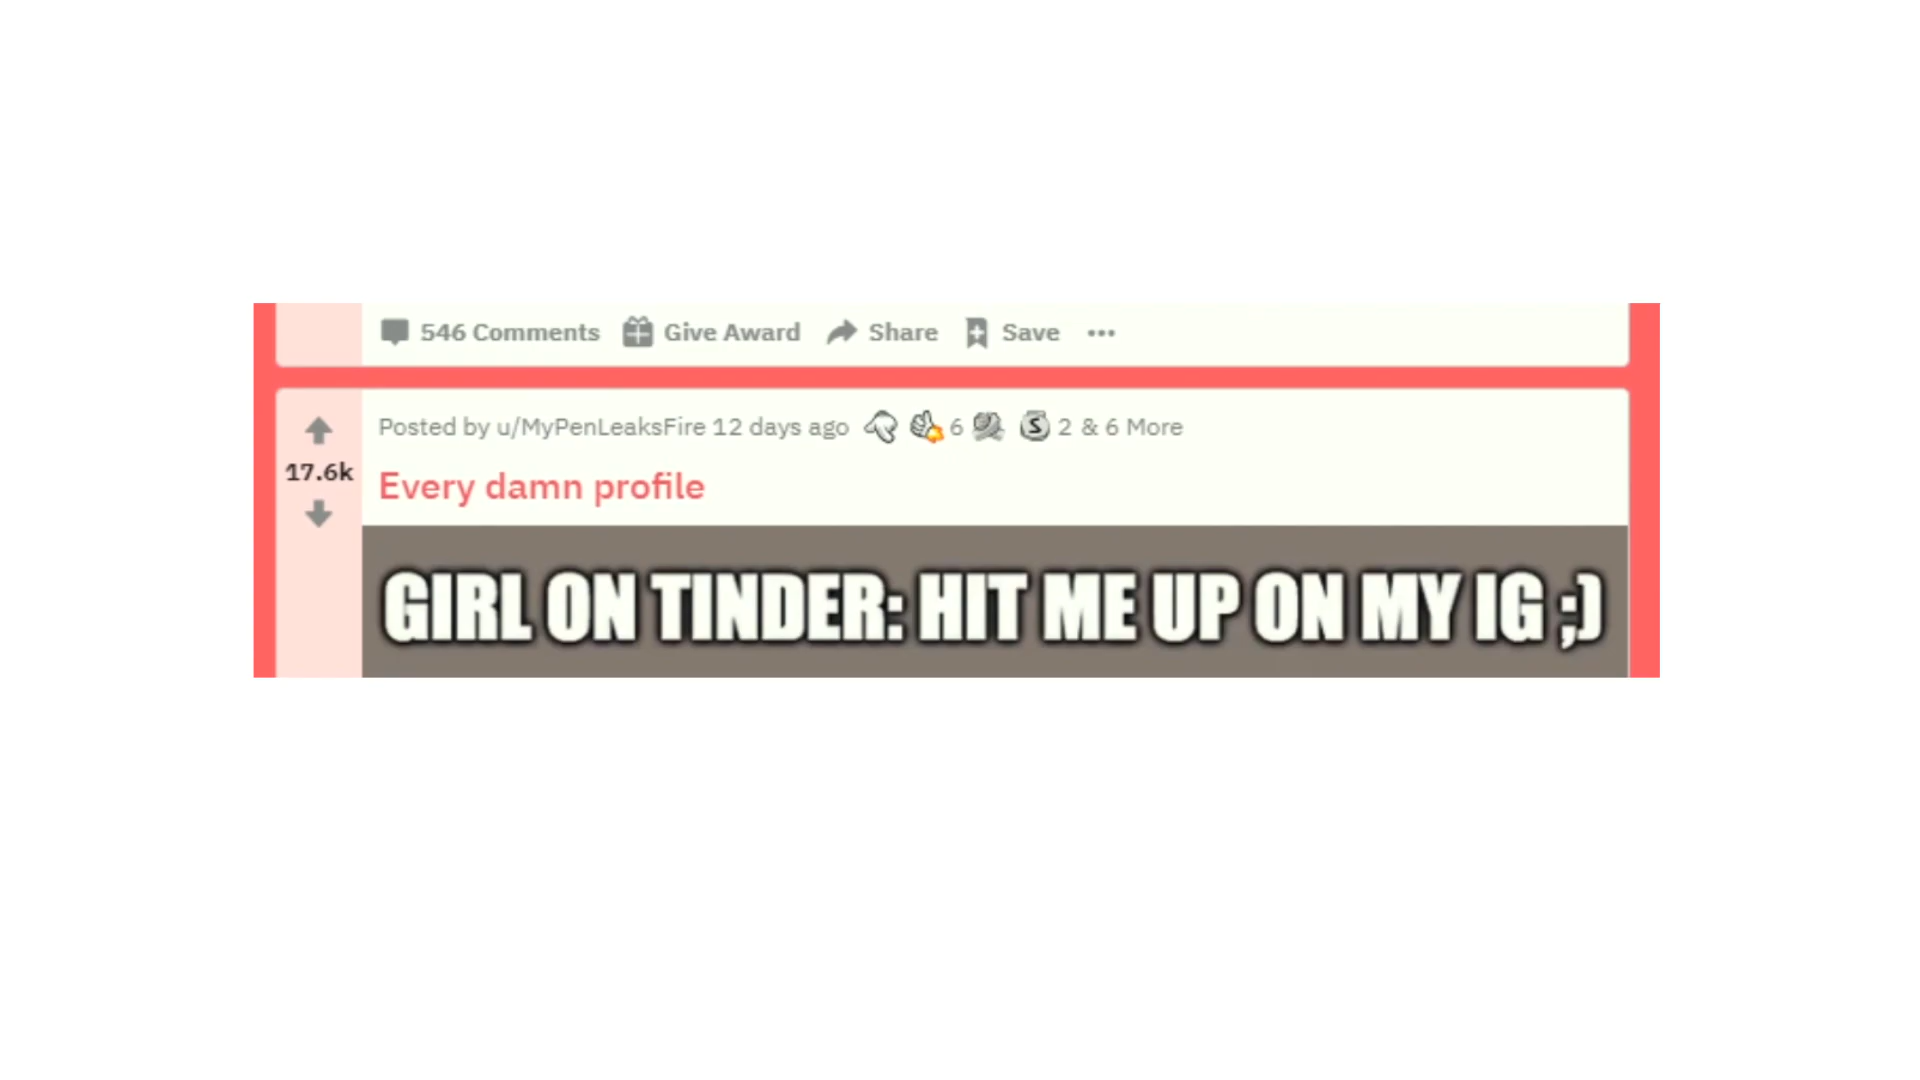 546 Comments Give Award Share Save
Posted by u/MyPenLeaksFire 12 days ago 6 S 2 & 6 More
17.6k
Every damn profile
GIRL ON TINDER: HIT ME UP ON MY IG ;)